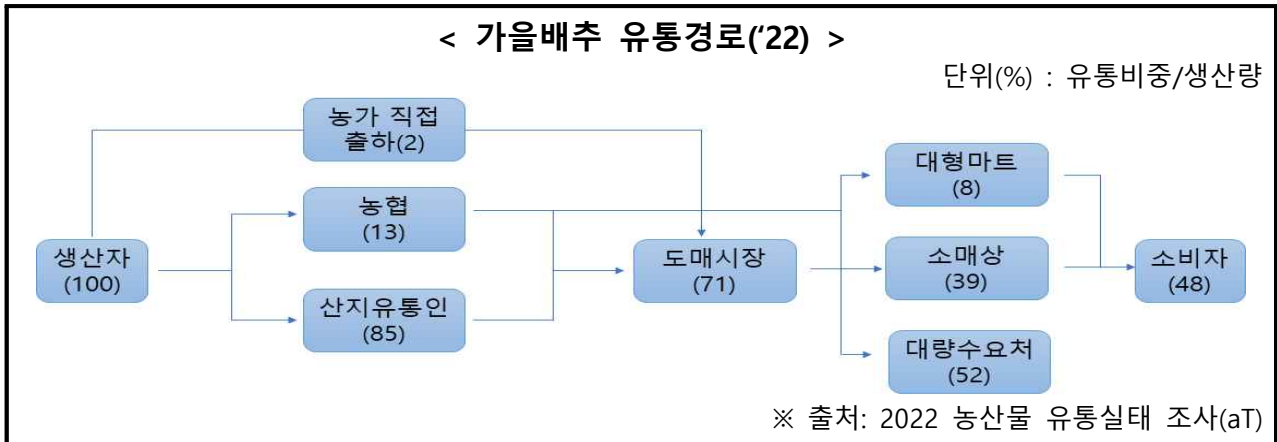 < 가을배추 유통경로(‘22) >
단위(%) : 유통비중/생산량
농가 직접
출하(2)
농협
(13)
생산자
(100)
산지유통인
(85)
도매시장
(71)
대형마트
(8)
소매상
(39)
대량수요처
(52)
소비자
(48)
※ 출처: 2022 농산물 유통실태 조사(aT)